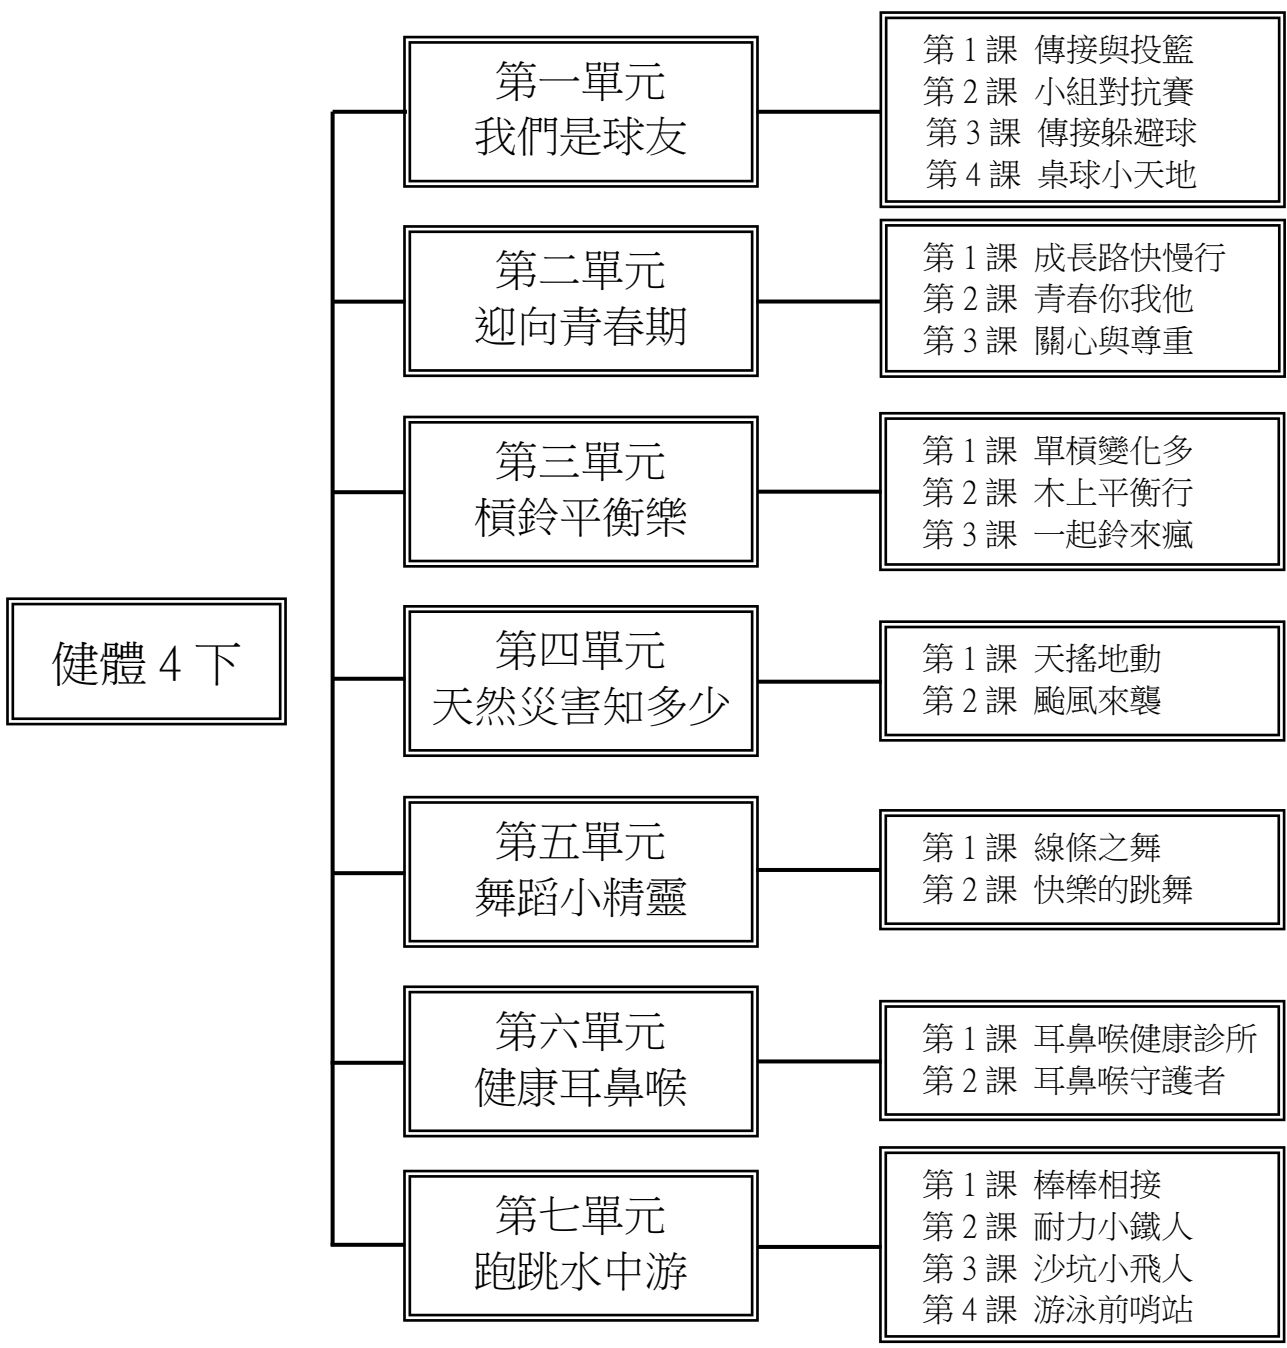 健體4下
第一單元
我們是球友
第1課 傳接與投籃
第2課 小組對抗賽
第3課 傳接躲避球
第4課 桌球小天地
第二單元
迎向青春期
第1課 成長路快慢行
第2課 青春你我他
第3課 關心與尊重
第三單元
槓鈴平衡樂
第1課 單槓變化多
第2課 木上平衡行
第3課 一起鈴來瘋
第四單元
天然災害知多少
第1課 天搖地動
第2課 颱風來襲
第五單元
舞蹈小精靈
第1課 線條之舞
第2課 快樂的跳舞
第六單元
健康耳鼻喉
第1課 耳鼻喉健康診所
第2課 耳鼻喉守護者
第七單元
跑跳水中游
第1課 棒棒相接
第2課 耐力小鐵人
第3課 沙坑小飛人
第4課 游泳前哨站